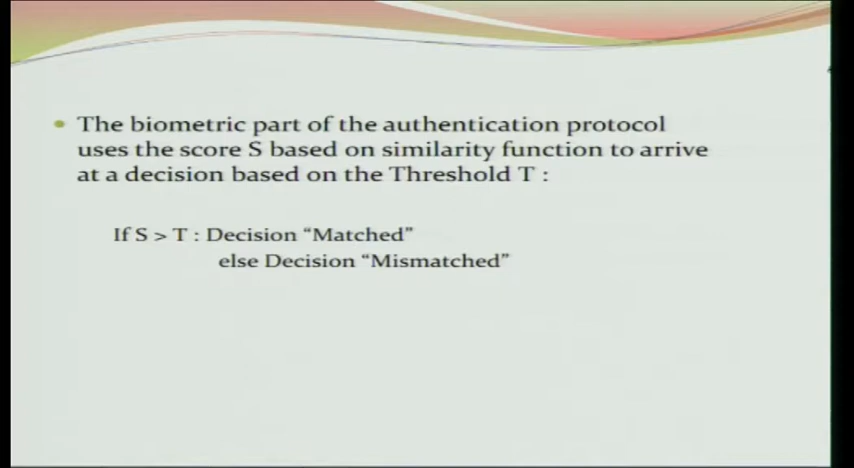 The biometric part of the authentication protocol
uses the score S based on similarity function to arrive
at a decision based on the Threshold T :
If S > T : Decision “Matched”
else Decision “Mismatched”